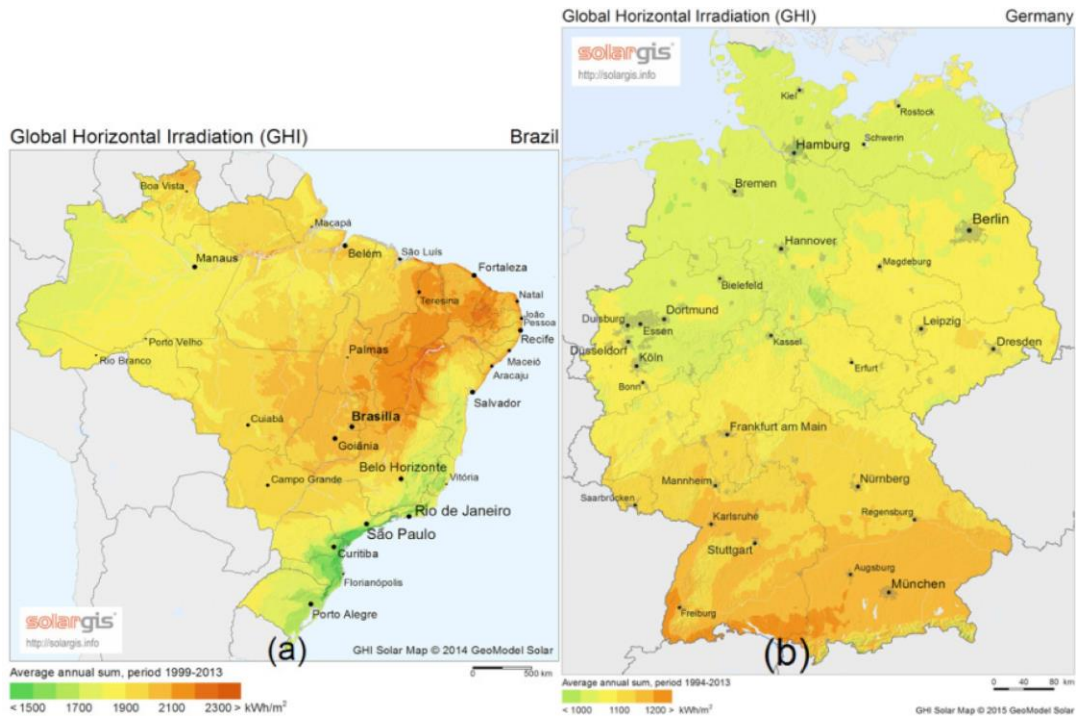 Global Horizontal Irradiation (GHI) Brazil
Boa Vista
Macapá
Manaus
Belém
São Luís
Fortaleza
Teresina
Natal
João
Pessoa
Recife
Porto Velho
Rio Branco
Palmas
Maceió
Aracaju
Salvador
Cuiabá
Brasília
Goiânia
Belo Horizonte
Vitória
Campo Grande
Rio de Janeiro
São Paulo
Curitiba
Florianópolis
Porto Alegre
solargis
http://solargis.info
(a)
GHI Solar Map © 2014 GeoModel Solar
Average annual sum, period 1999-2013
0 500 km
< 1500 1700 1900 2100 2300 > kWh/m²
Global Horizontal Irradiation (GHI) Germany
solargis
http://solargis.info
Kiel
Rostock
Hamburg
Schwerin
Bremen
Berlin
Hannover
Magdeburg
Bielefeld
Duisburg
Dortmund
Essen
Düsseldorf
Kassel
Leipzig
Dresden
Köln
Erfurt
Bonn
Frankfurt am Main
Mannheim
Nürnberg
Saarbrücken
Karlsruhe
Regensburg
Stuttgart
Augsburg
München
Freiburg
(b)
Average annual sum, period 1994-2013
0 40 80 km
< 1000 1100 1200 > kWh/m²
GHI Solar Map © 2015 GeoModel Solar